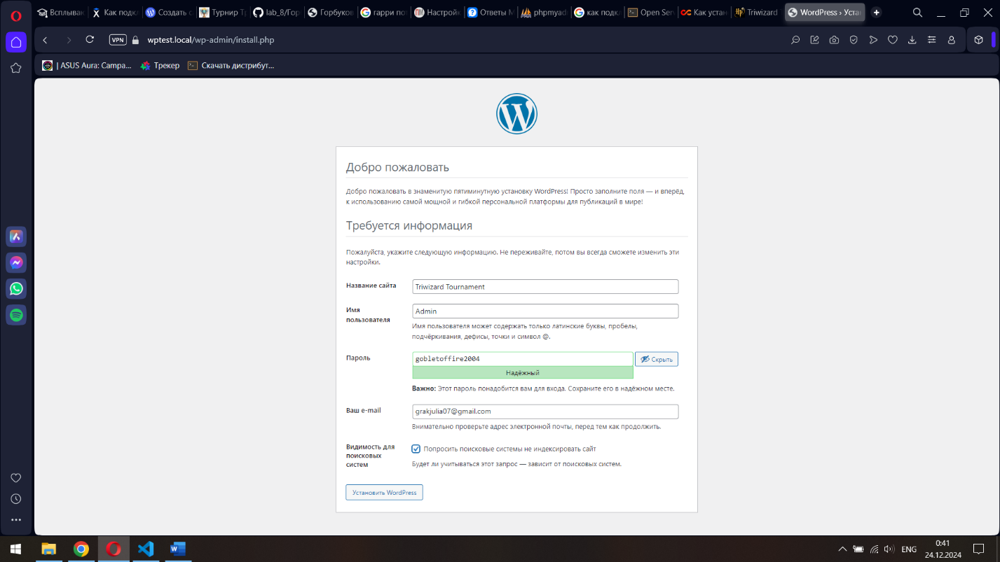 Всплыван
Как подкл
Создать с
Турнир Тр
lab_8/Гор
Горбуков
гарри пот
Настройк
Ответы М
phpmyad
как подкл
Open Serv
Как устан
Triwizard
WordPress › Уста
VPN
wptest.local/wp-admin/install.php
| ASUS Aura: Campa...
Трекер
Скачать дистрибут...
Добро пожаловать
Добро пожаловать в знаменитую пятиминутную установку WordPress! Просто заполните поля — и вперёд,
к использованию самой мощной и гибкой персональной платформы для публикаций в мире!
Требуется информация
Пожалуйста, укажите следующую информацию. Не переживайте, потом вы всегда сможете изменить эти
настройки.
Название сайта
Triwizard Tournament
Имя
пользователя
Admin
Имя пользователя может содержать только латинские буквы, пробелы,
подчёркивания, дефисы, точки и символ @.
Пароль
gobletoffire2004
Скрыть
Надёжный
Важно: Этот пароль понадобится вам для входа. Сохраните его в надёжном месте.
Ваш e-mail
grakjulia07@gmail.com
Внимательно проверьте адрес электронной почты, перед тем как продолжить.
Видимость для
поисковых
систем
Попросить поисковые системы не индексировать сайт
Будет ли учитываться этот запрос — зависит от поисковых систем.
Установить WordPress
ENG
0:41
24.12.2024